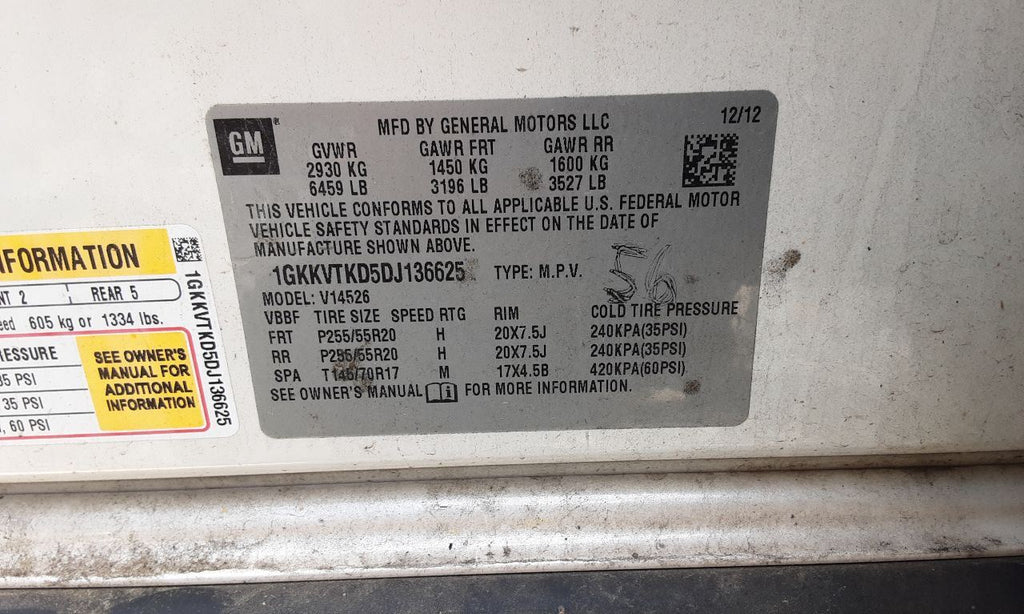 GM
MFD BY GENERAL MOTORS LLC
12/12
GVWR GAWR FRT GAWR RR
2930 KG 1450 KG 1600 KG
6459 LB 3196 LB 3527 LB
THIS VEHICLE CONFORMS TO ALL APPLICABLE U.S. FEDERAL MOTOR
VEHICLE SAFETY STANDARDS IN EFFECT ON THE DATE OF
MANUFACTURE SHOWN ABOVE.
1GKKVTKD5DJ136625 TYPE: M.P.V.
56
MODEL: V14526
VBBF TIRE SIZE SPEED RTG RIM COLD TIRE PRESSURE
FRT P255/55R20 H 20X7.5J 240KPA(35PSI)
RR P255/55R20 H 20X7.5J 240KPA(35PSI)
SPA T145/70R17 M 17X4.5B 420KPA(60PSI)
SEE OWNER'S MANUAL i FOR MORE INFORMATION.
FORMATION
NT 2 REAR 5
eed 605 kg or 1334 lbs.
ESSURE
35 PSI
35 PSI
, 60 PSI
SEE OWNER'S
MANUAL FOR
ADDITIONAL
INFORMATION
1GKKVTKD5DJ136625